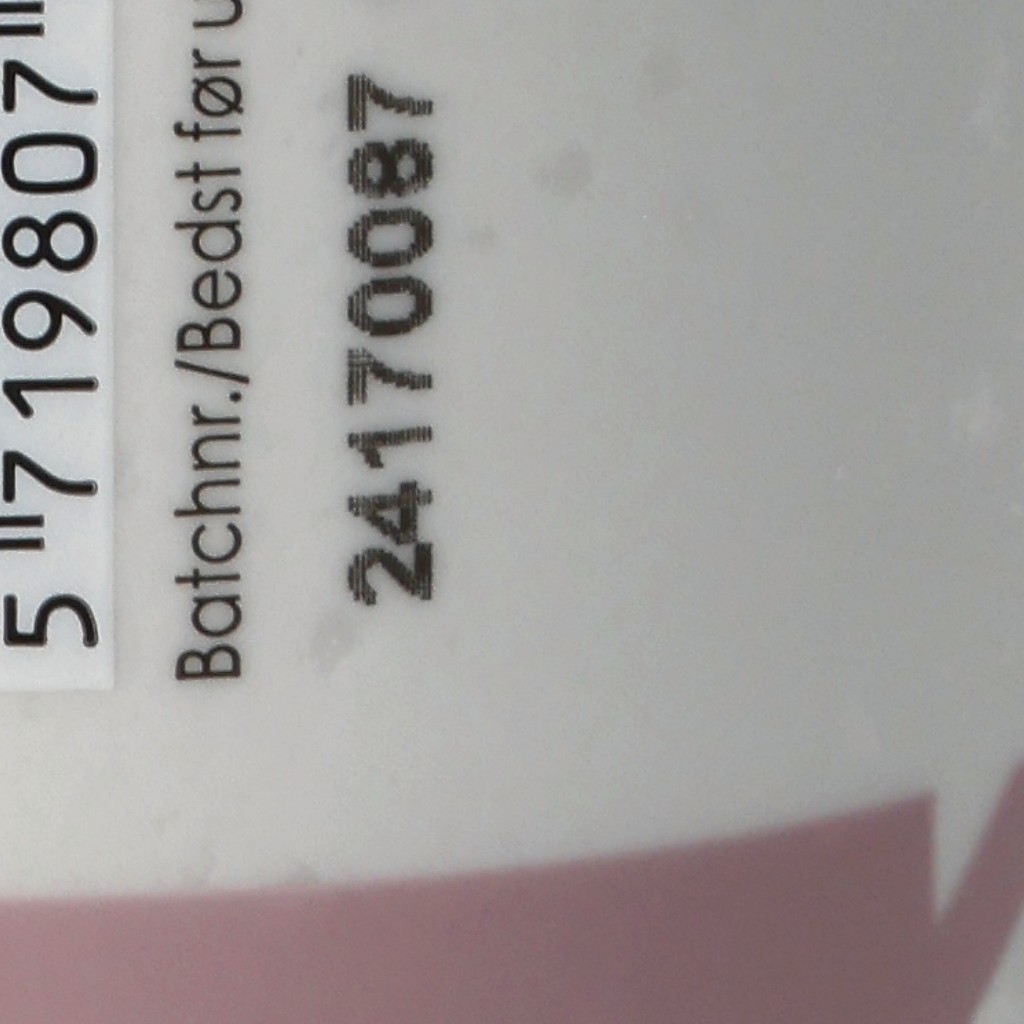 5 719807
Batchnr./Bedst før u
24170087